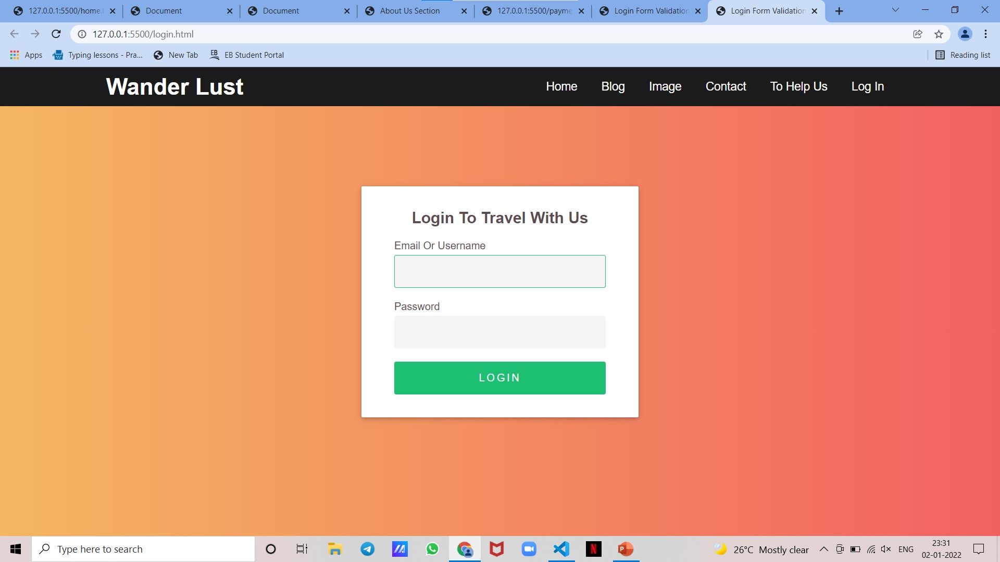 127.0.0.1:5500/home. Document Document About Us Section 127.0.0.1:5500/payme Login Form Validation Login Form Validation
127.0.0.1:5500/login.html
Apps Typing lessons - Pra... New Tab EB EB Student Portal Reading list
Wander Lust Home Blog Image Contact To Help Us Log In
Login To Travel With Us
Email Or Username
Password
LOGIN
Type here to search 26°C Mostly clear ENG 23:31
02-01-2022